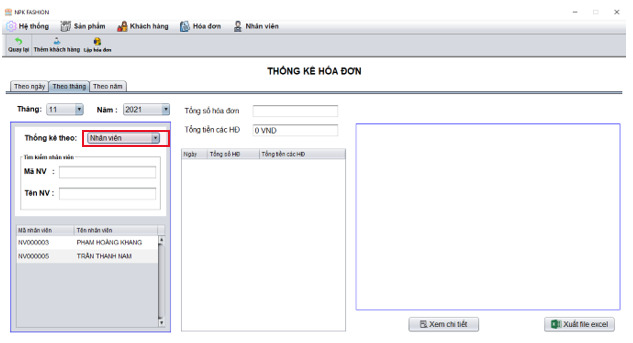 NPK FASHION
Hệ thống Sản phẩm Khách hàng Hóa đơn Nhân viên
Quay lại Thêm khách hàng Lập hóa đơn
THỐNG KÊ HÓA ĐƠN
Theo ngày Theo tháng Theo năm
Tháng: 11 Năm : 2021 Tổng số hóa đơn
Tổng tiền các HĐ 0 VND
Thống kê theo: Nhân viên
Tìm kiếm nhân viên
Mã NV :
Tên NV :
Ngày Tổng số HĐ Tổng tiền các HĐ
Mã nhân viên Tên nhân viên
NV000003 PHẠM HOÀNG KHANG
NV000005 TRẦN THANH NAM
Xem chi tiết Xuất file excel